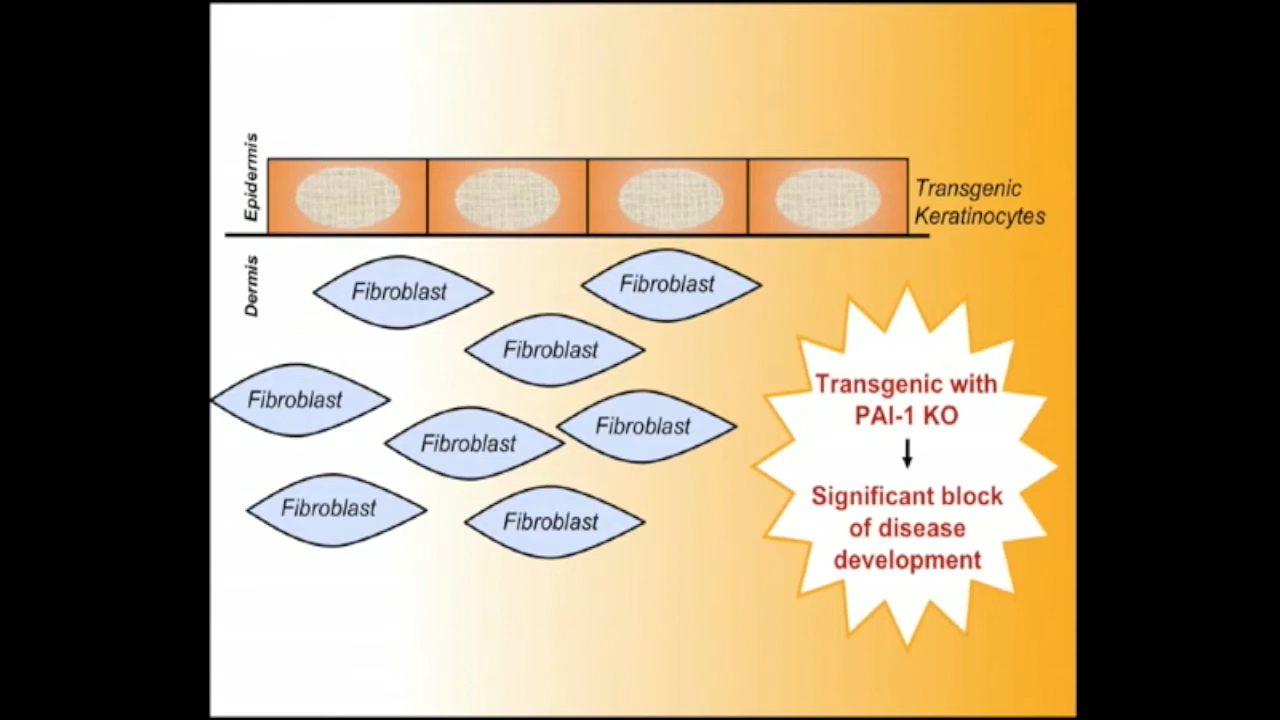 Epidermis
Transgenic
Keratinocytes
Dermis
Fibroblast
Fibroblast
Fibroblast
Fibroblast
Fibroblast
Fibroblast
Fibroblast
Fibroblast
Transgenic with
PAI-1 KO
Significant block
of disease
development